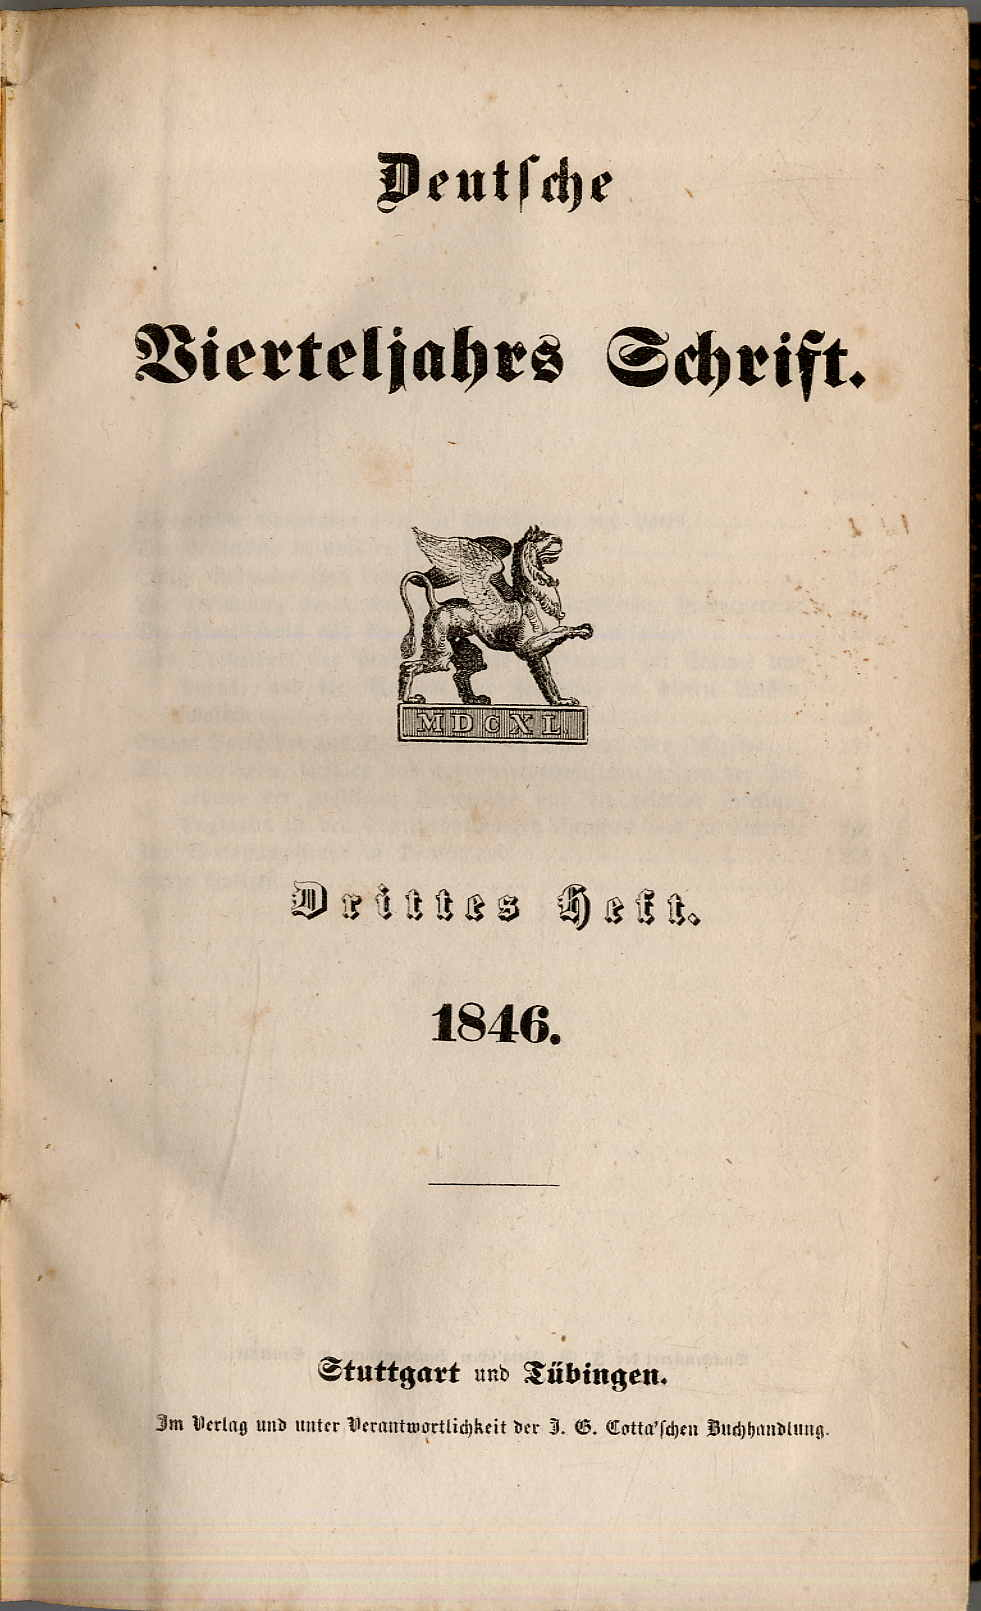 Deutſche
Vierteljahrs Schrift.
MDCXL
Drittes Heft.
1846.
Stuttgart und Tübingen.
Im Verlag und unter Verantwortlichkeit der J. G. Cotta'ſchen Buchhandlung.